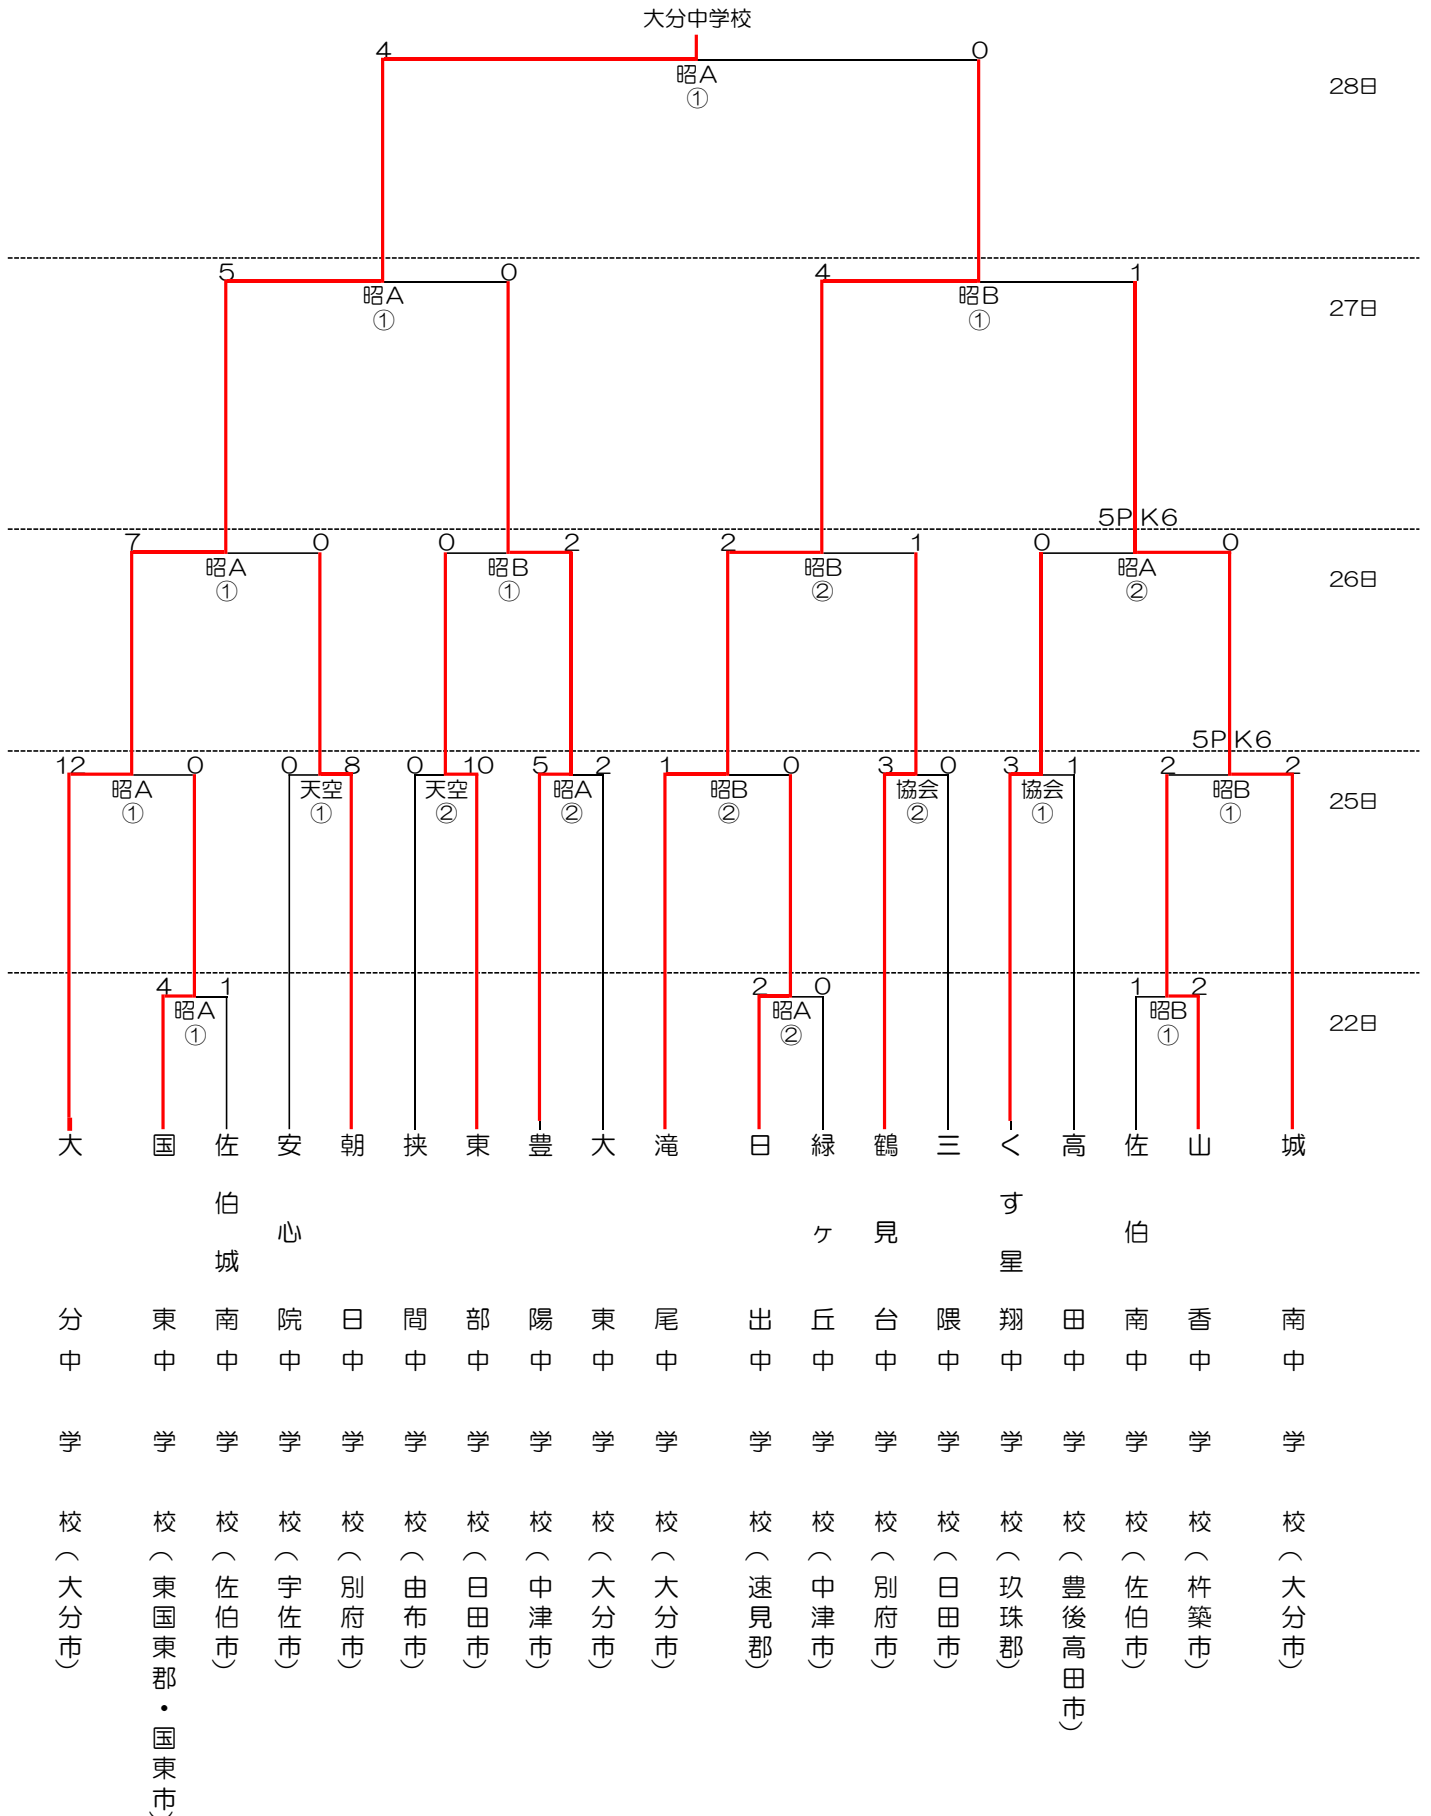 大分中学校
4 0
昭A
①
28日
5 0 4 1
昭A 昭B
① ①
27日
5PK6
7 0 0 2 2 1 0 0
昭A 昭B 昭B 昭A
① ① ② ②
26日
5PK6
12 0 0 8 0 10 5 2 1 0 3 0 3 1 2 2
昭A 天空 天空 昭A 昭B 協会 協会 昭B
① ① ② ② ② ② ① ①
25日
4 1 2 0 1 2
昭A 昭A 昭B
① ② ①
22日
大分中学校(大分市)
国東中学校(東国東郡・国東市)
佐伯城南中学校(佐伯市)
安心院中学校(宇佐市)
朝日中学校(別府市)
挾間中学校(由布市)
東部中学校(日田市)
豊陽中学校(中津市)
大東中学校(大分市)
滝尾中学校(大分市)
日出中学校(速見郡)
緑ヶ丘中学校(中津市)
鶴見台中学校(別府市)
三隈中学校(日田市)
くす星翔中学校(玖珠郡)
高田中学校(豊後高田市)
佐伯南中学校(佐伯市)
山香中学校(杵築市)
城南中学校(大分市)